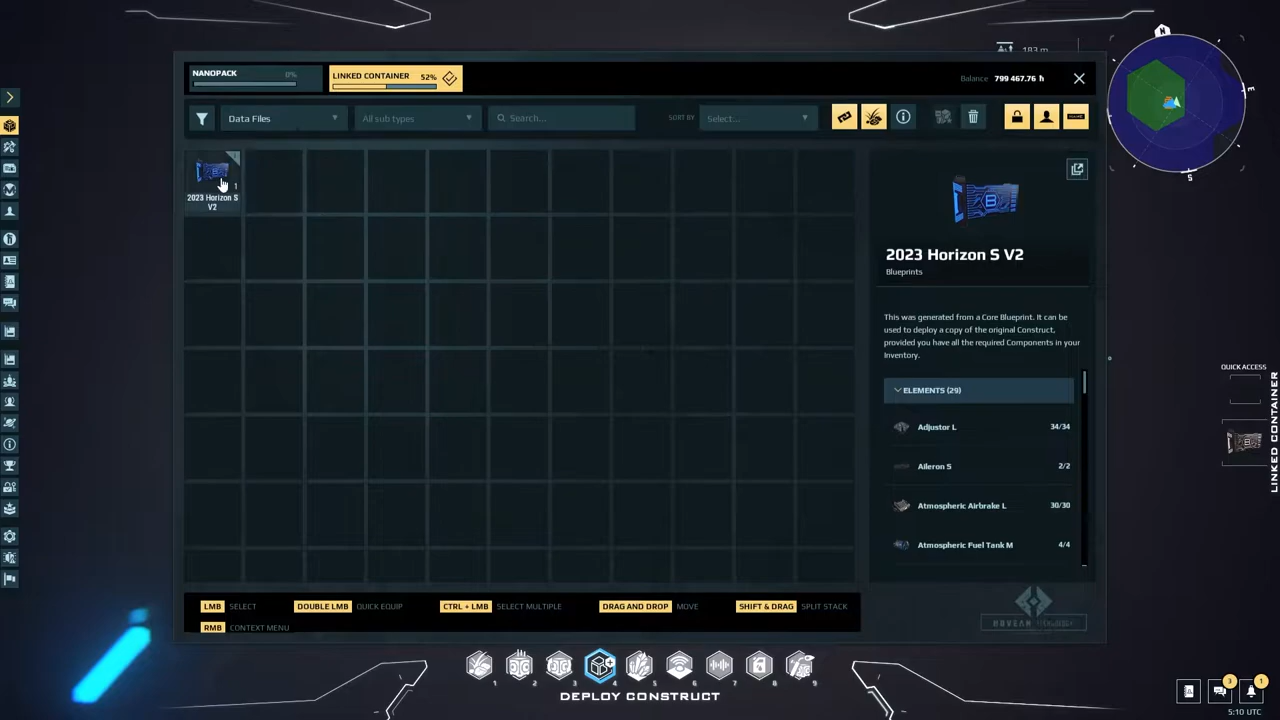 183 m
N
E
S
NANOPACK 0%
LINKED CONTAINER 52%
Balance 799 467.76 ħ
Data Files
All sub types
Search...
SORT BY
Select...
NAME
1
2023 Horizon S
V2
B
2023 Horizon S V2
Blueprints
This was generated from a Core Blueprint. It can be
used to deploy a copy of the original Construct,
provided you have all the required Components in your
Inventory.
ELEMENTS (29)
Adjustor L 34/34
Aileron S 2/2
Atmospheric Airbrake L 30/30
Atmospheric Fuel Tank M 4/4
QUICK ACCESS
LINKED CONTAINER
LMB SELECT
DOUBLE LMB QUICK EQUIP
CTRL + LMB SELECT MULTIPLE
DRAG AND DROP MOVE
SHIFT & DRAG SPLIT STACK
RMB CONTEXT MENU
1 2 3 4 5 6 7 8 9
DEPLOY CONSTRUCT
3
1
5:10 UTC